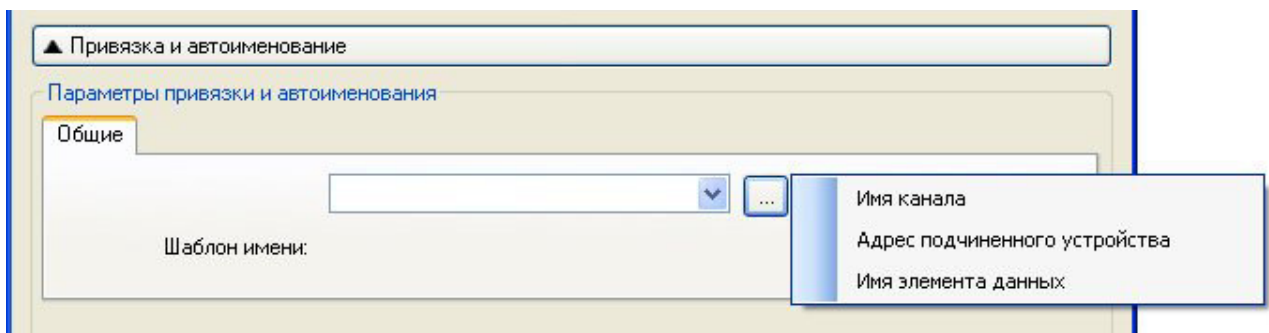 Привязка и автоименование
Параметры привязки и автоименования
Общие
...
Имя канала
Адрес подчиненного устройства
Шаблон имени:
Имя элемента данных